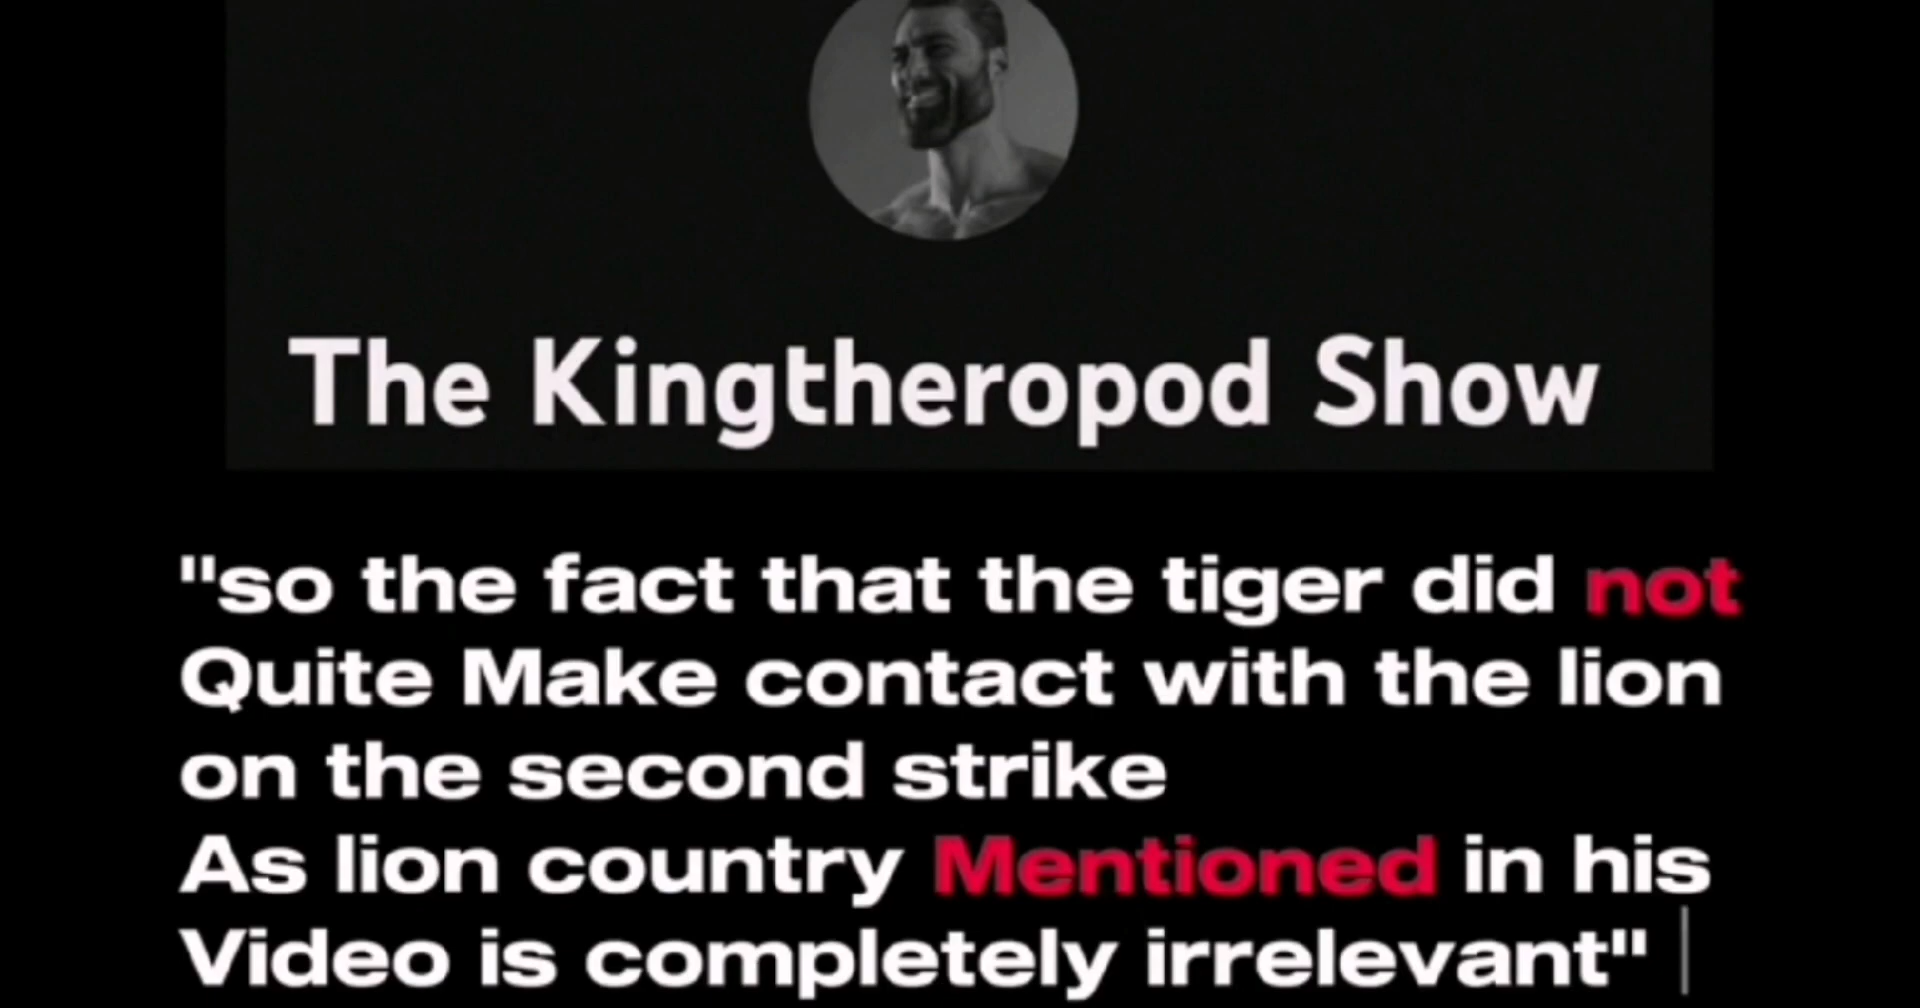 The Kingtheropod Show
"so the fact that the tiger did not
Quite Make contact with the lion
on the second strike
As lion country Mentioned in his
Video is completely irrelevant"